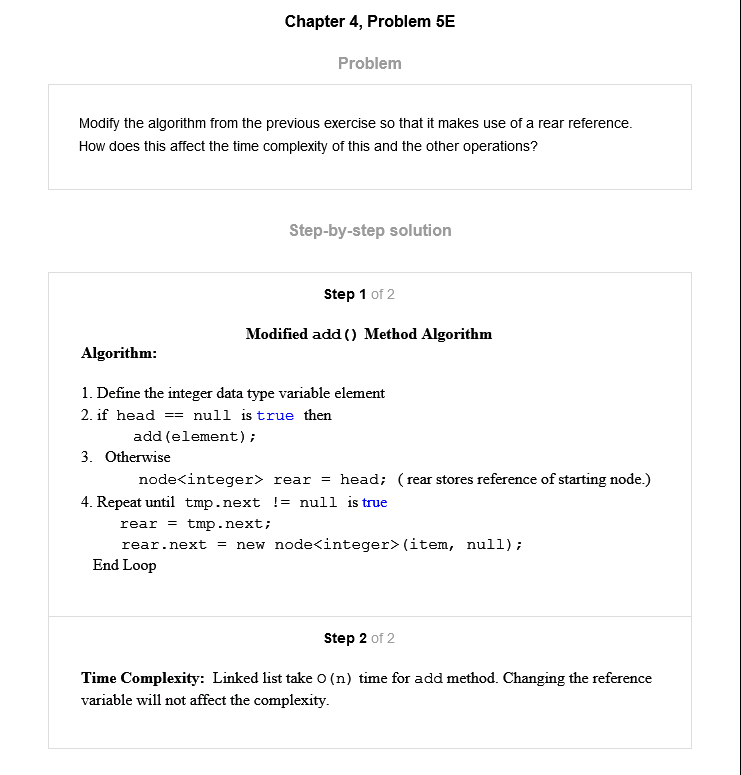 Chapter 4, Problem 5E
Problem
Modify the algorithm from the previous exercise so that it makes use of a rear reference.
How does this affect the time complexity of this and the other operations?
Step-by-step solution
Step 1 of 2
Modified add() Method Algorithm
Algorithm:
1. Define the integer data type variable element
2. if head == null is true then
add(element);
3. Otherwise
node<integer> rear = head; ( rear stores reference of starting node.)
4. Repeat until tmp.next != null is true
rear = tmp.next;
rear.next = new node<integer>(item, null);
End Loop
Step 2 of 2
Time Complexity: Linked list take O(n) time for add method. Changing the reference
variable will not affect the complexity.